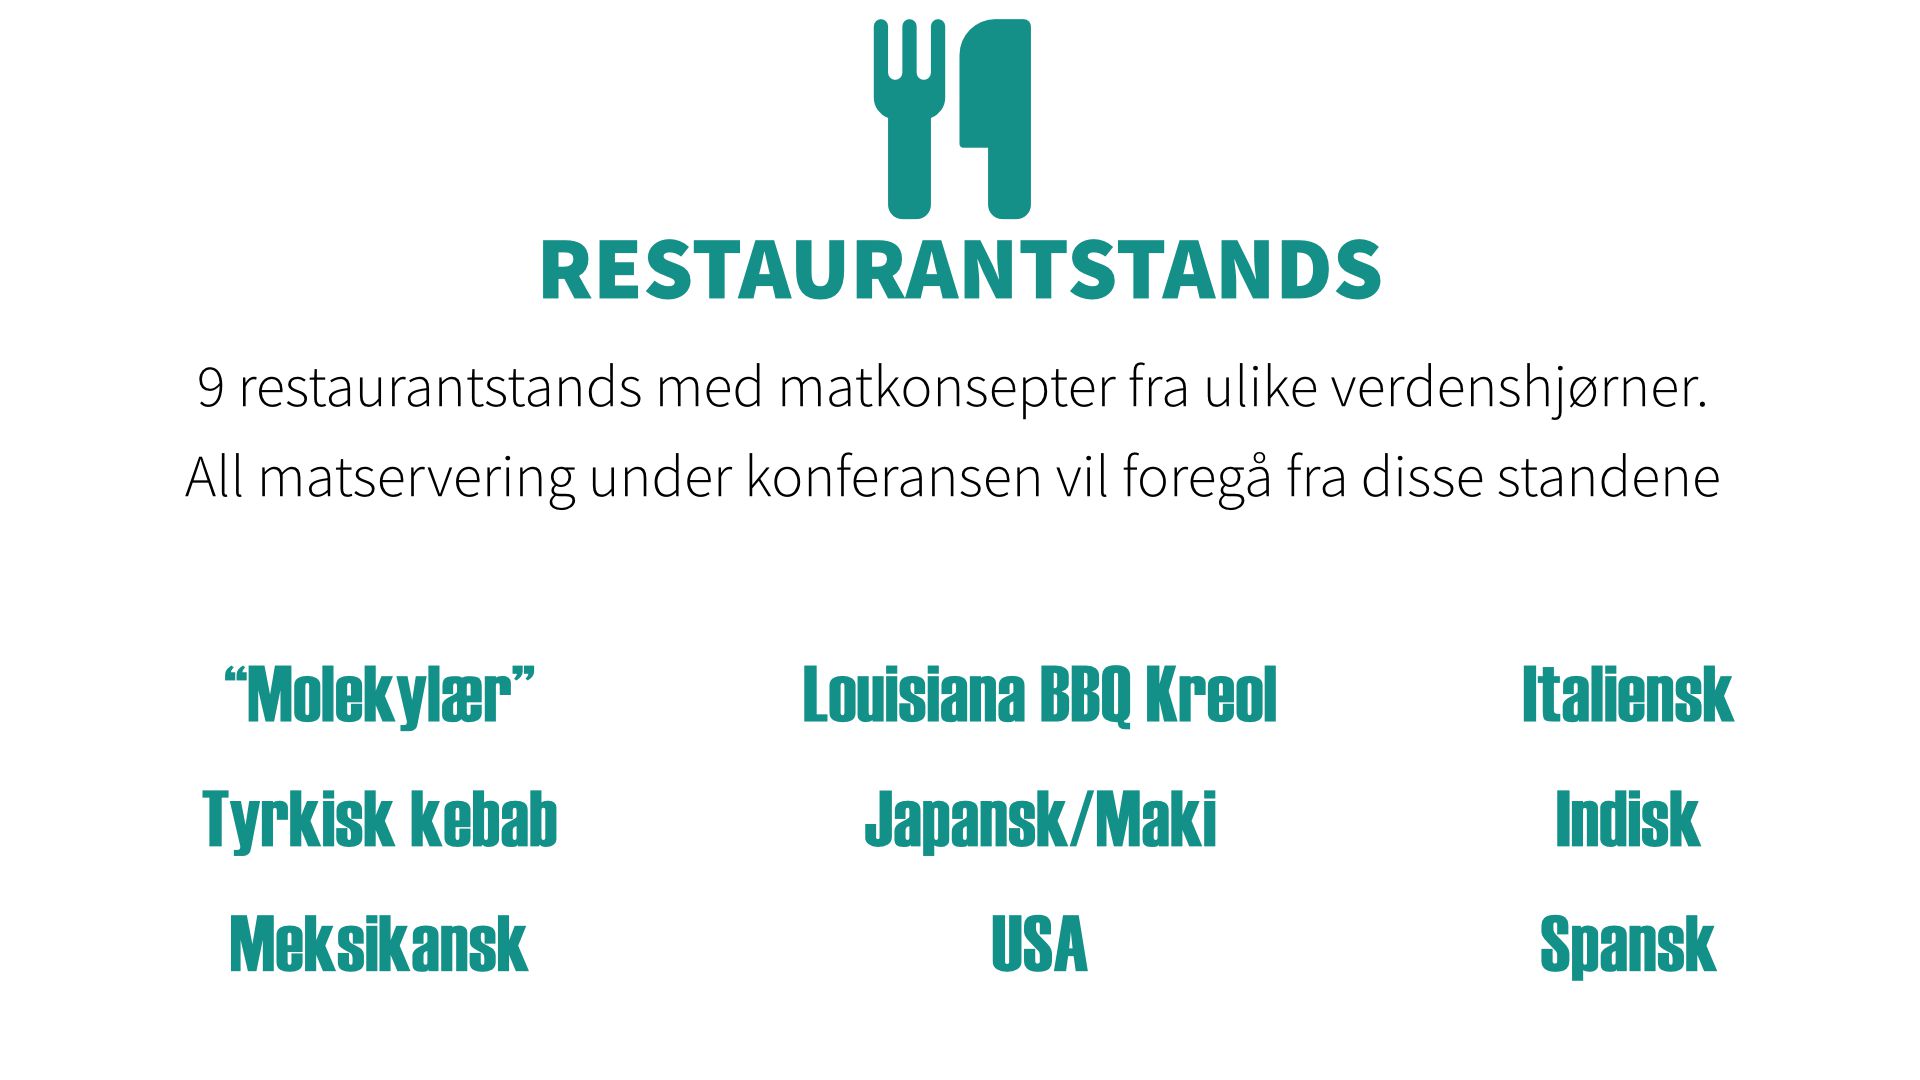 RESTAURANTSTANDS
9 restaurantstands med matkonsepter fra ulike verdenshjørner.
All matservering under konferansen vil foregå fra disse standene
“Molekylær”
Louisiana BBQ Kreol
Italiensk
Tyrkisk kebab
Japansk/Maki
Indisk
Meksikansk
USA
Spansk